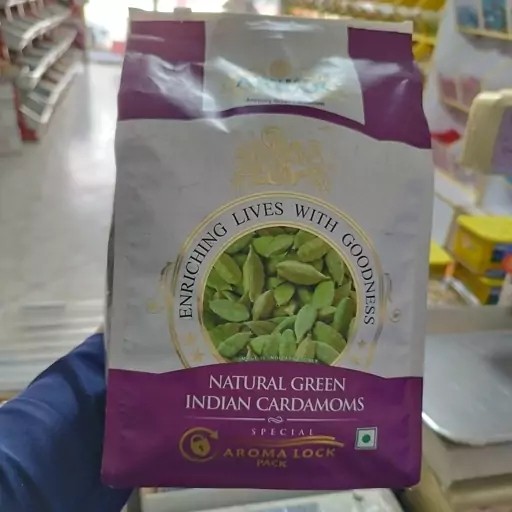 ENRICHING LIVES WITH GOODNESS
NATURAL GREEN
INDIAN CARDAMOMS
SPECIAL
AROMA LOCK
PACK